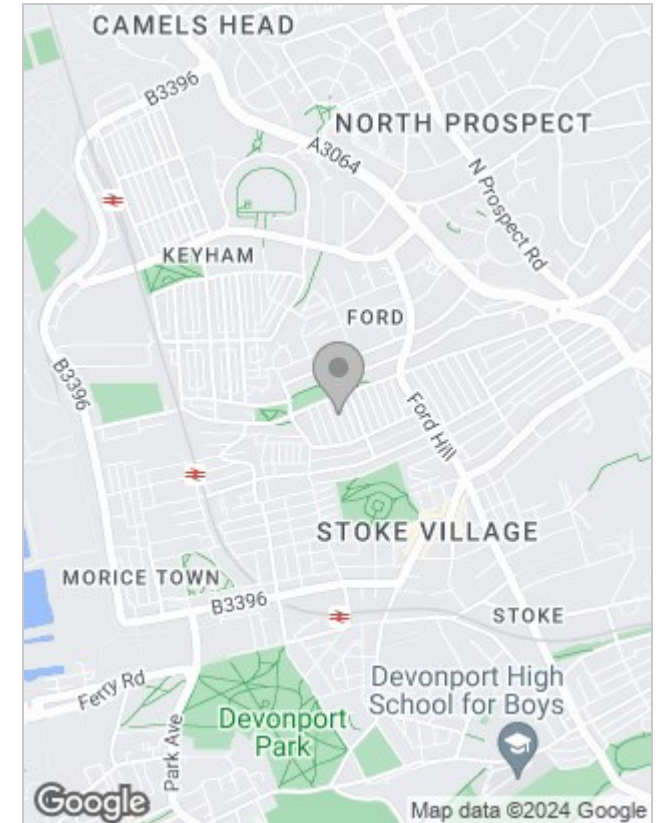 CAMELS HEAD
B3396
NORTH PROSPECT
A3064
N Prospect Rd
KEYHAM
FORD
B3396
Ford Hill
STOKE VILLAGE
MORICE TOWN
B3396
STOKE
Ferry Rd
Devonport High
School for Boys
Devonport
Park
Park Ave
Google
Map data ©2024 Google